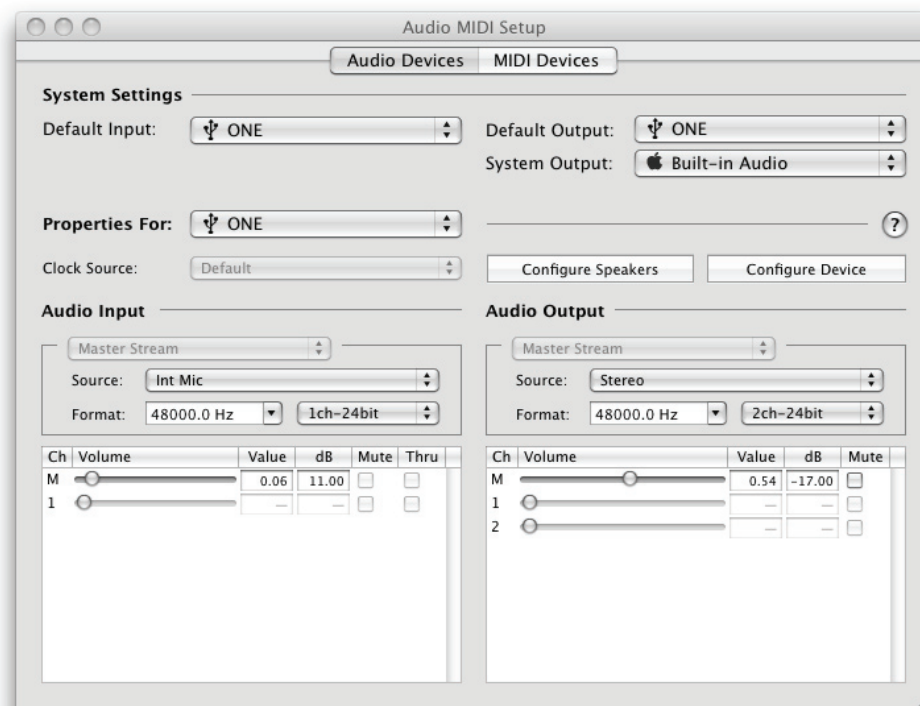 Audio MIDI Setup
Audio Devices MIDI Devices
System Settings
Default Input: ONE
Default Output: ONE
System Output: Built-in Audio
Properties For: ONE
?
Clock Source: Default
Configure Speakers Configure Device
Audio Input
Master Stream
Source: Int Mic
Format: 48000.0 Hz 1ch-24bit
Ch Volume Value dB Mute Thru
M 0.06 11.00
1 — —
Audio Output
Master Stream
Source: Stereo
Format: 48000.0 Hz 2ch-24bit
Ch Volume Value dB Mute
M 0.54 -17.00
1 — —
2 — —